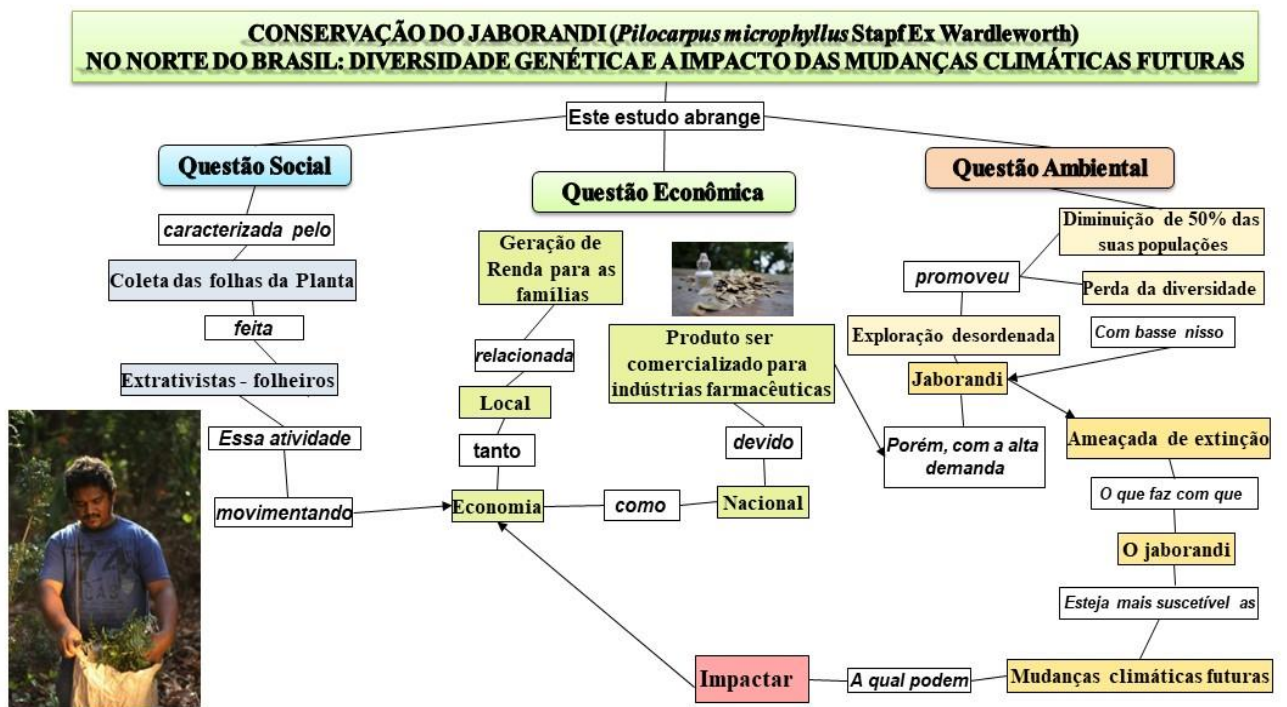 CONSERVAÇÃO DO JABORANDI (Pilocarpus microphyllus Stapf Ex Wardleworth)
NO NORTE DO BRASIL: DIVERSIDADE GENÉTICA E A IMPACTO DAS MUDANÇAS CLIMÁTICAS FUTURAS
Este estudo abrange
Questão Social
caracterizada pelo
Coleta das folhas da Planta
feita
Extrativistas - folheiros
Essa atividade
movimentando
Questão Econômica
Geração de
Renda para as
famílias
relacionada
Local
tanto
Economia
como
Nacional
devido
Produto ser
comercializado para
indústrias farmacêuticas
Questão Ambiental
Diminuição de 50% das
suas populações
promoveu
Perda da diversidade
Exploração desordenada
Com basse nisso
Jaborandi
Porém, com a alta
demanda
Ameaçada de extinção
O que faz com que
O jaborandi
Esteja mais suscetível as
Mudanças climáticas futuras
A qual podem
Impactar